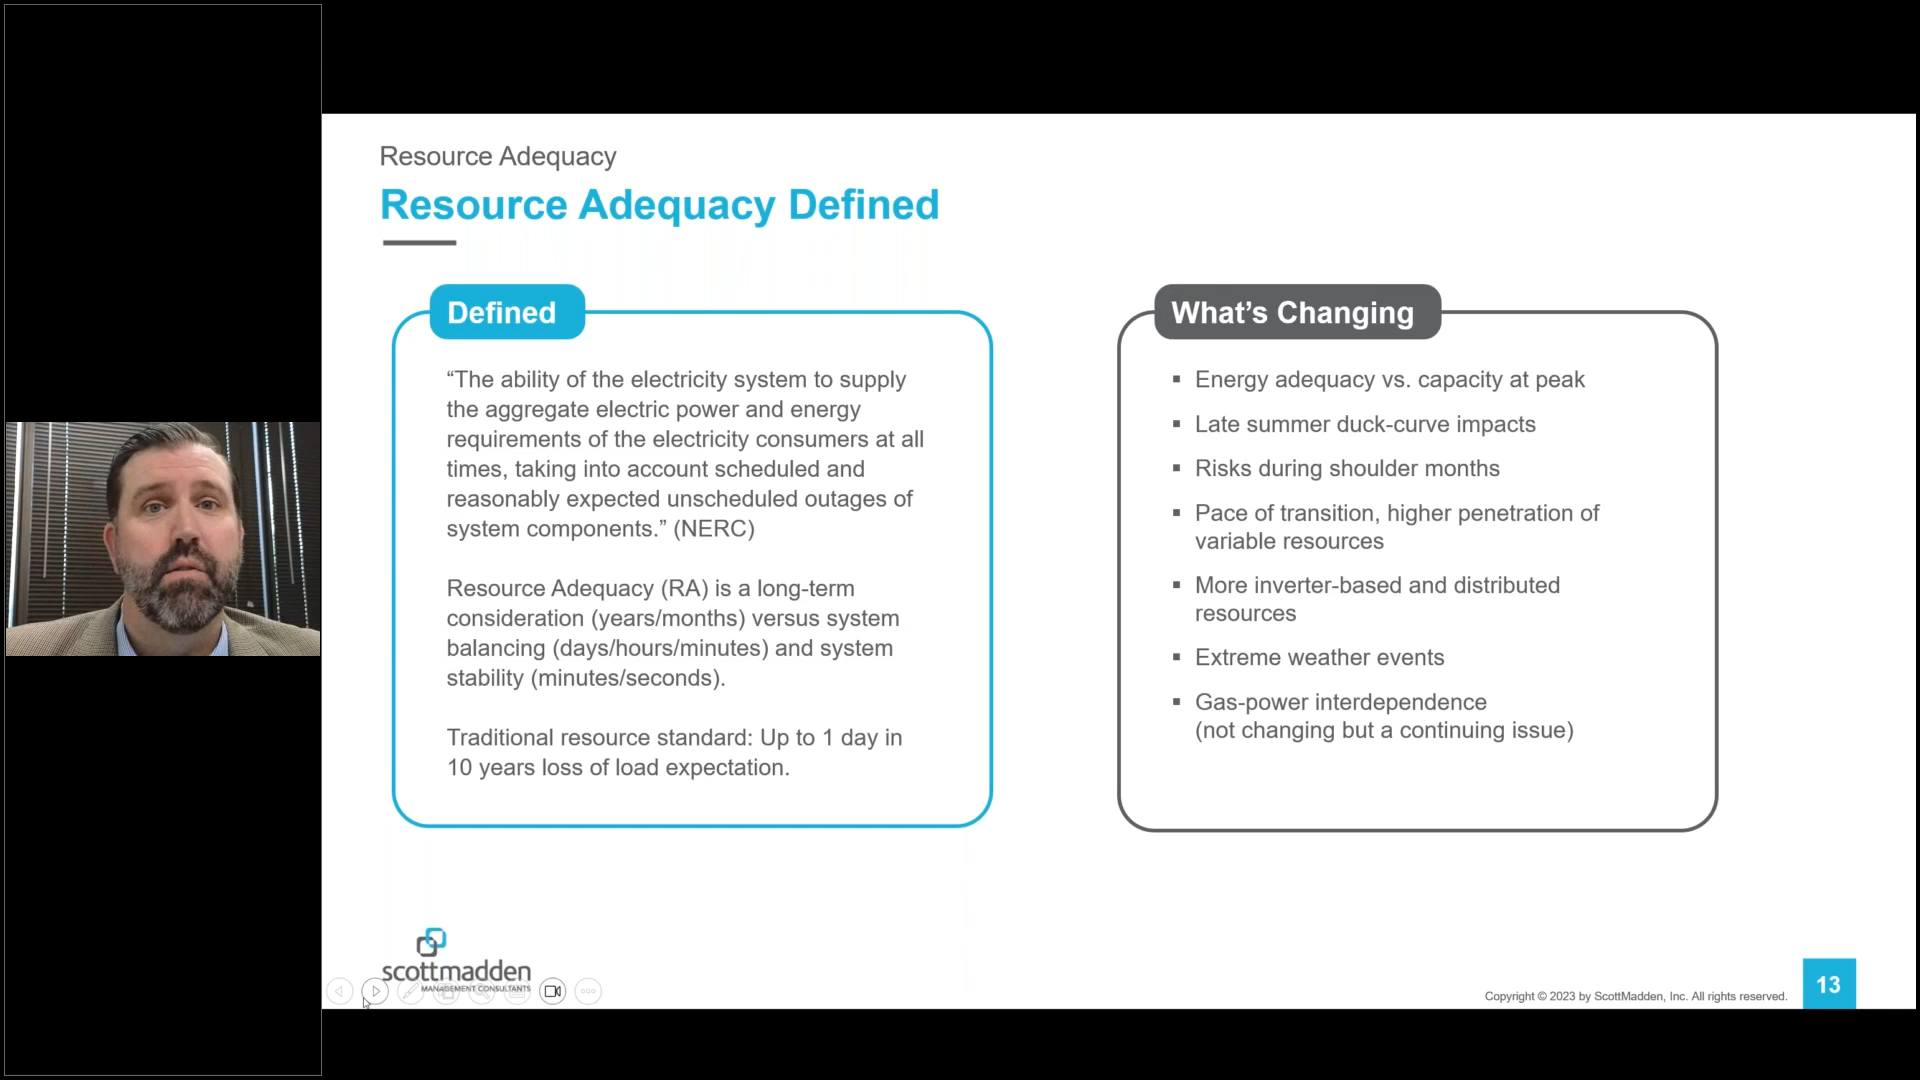 Resource Adequacy
Resource Adequacy Defined
Defined
“The ability of the electricity system to supply
the aggregate electric power and energy
requirements of the electricity consumers at all
times, taking into account scheduled and
reasonably expected unscheduled outages of
system components.” (NERC)
Resource Adequacy (RA) is a long-term
consideration (years/months) versus system
balancing (days/hours/minutes) and system
stability (minutes/seconds).
Traditional resource standard: Up to 1 day in
10 years loss of load expectation.
What’s Changing
▪ Energy adequacy vs. capacity at peak
▪ Late summer duck-curve impacts
▪ Risks during shoulder months
▪ Pace of transition, higher penetration of
variable resources
▪ More inverter-based and distributed
resources
▪ Extreme weather events
▪ Gas-power interdependence
(not changing but a continuing issue)
scottmadden
MANAGEMENT CONSULTANTS
Copyright © 2023 by ScottMadden, Inc. All rights reserved.
13